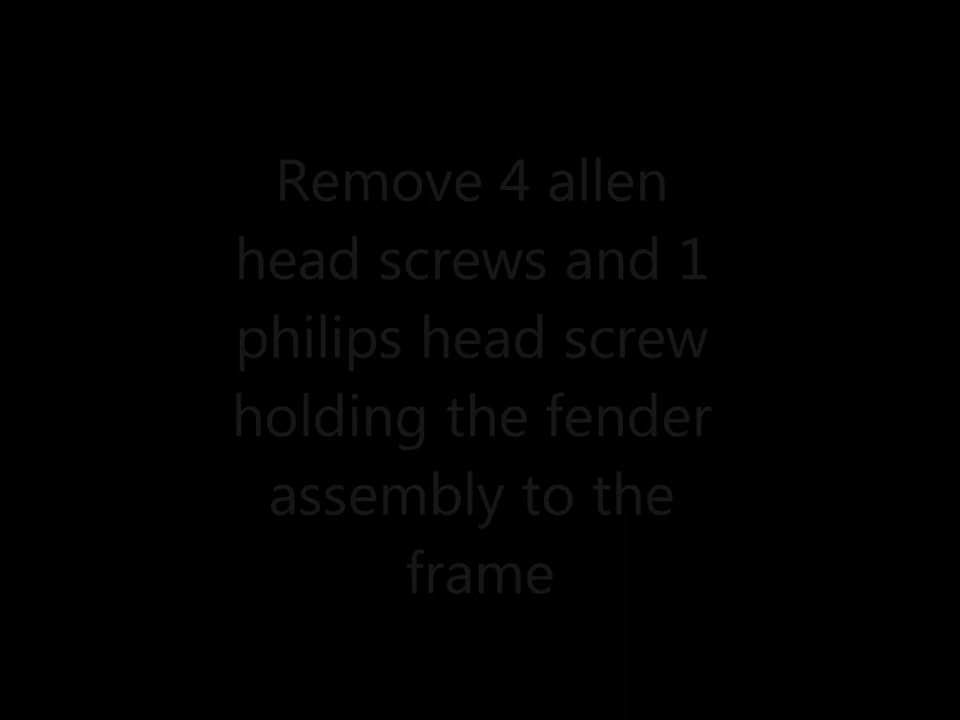 Remove 4 allen
head screws and 1
philips head screw
holding the fender
assembly to the
frame